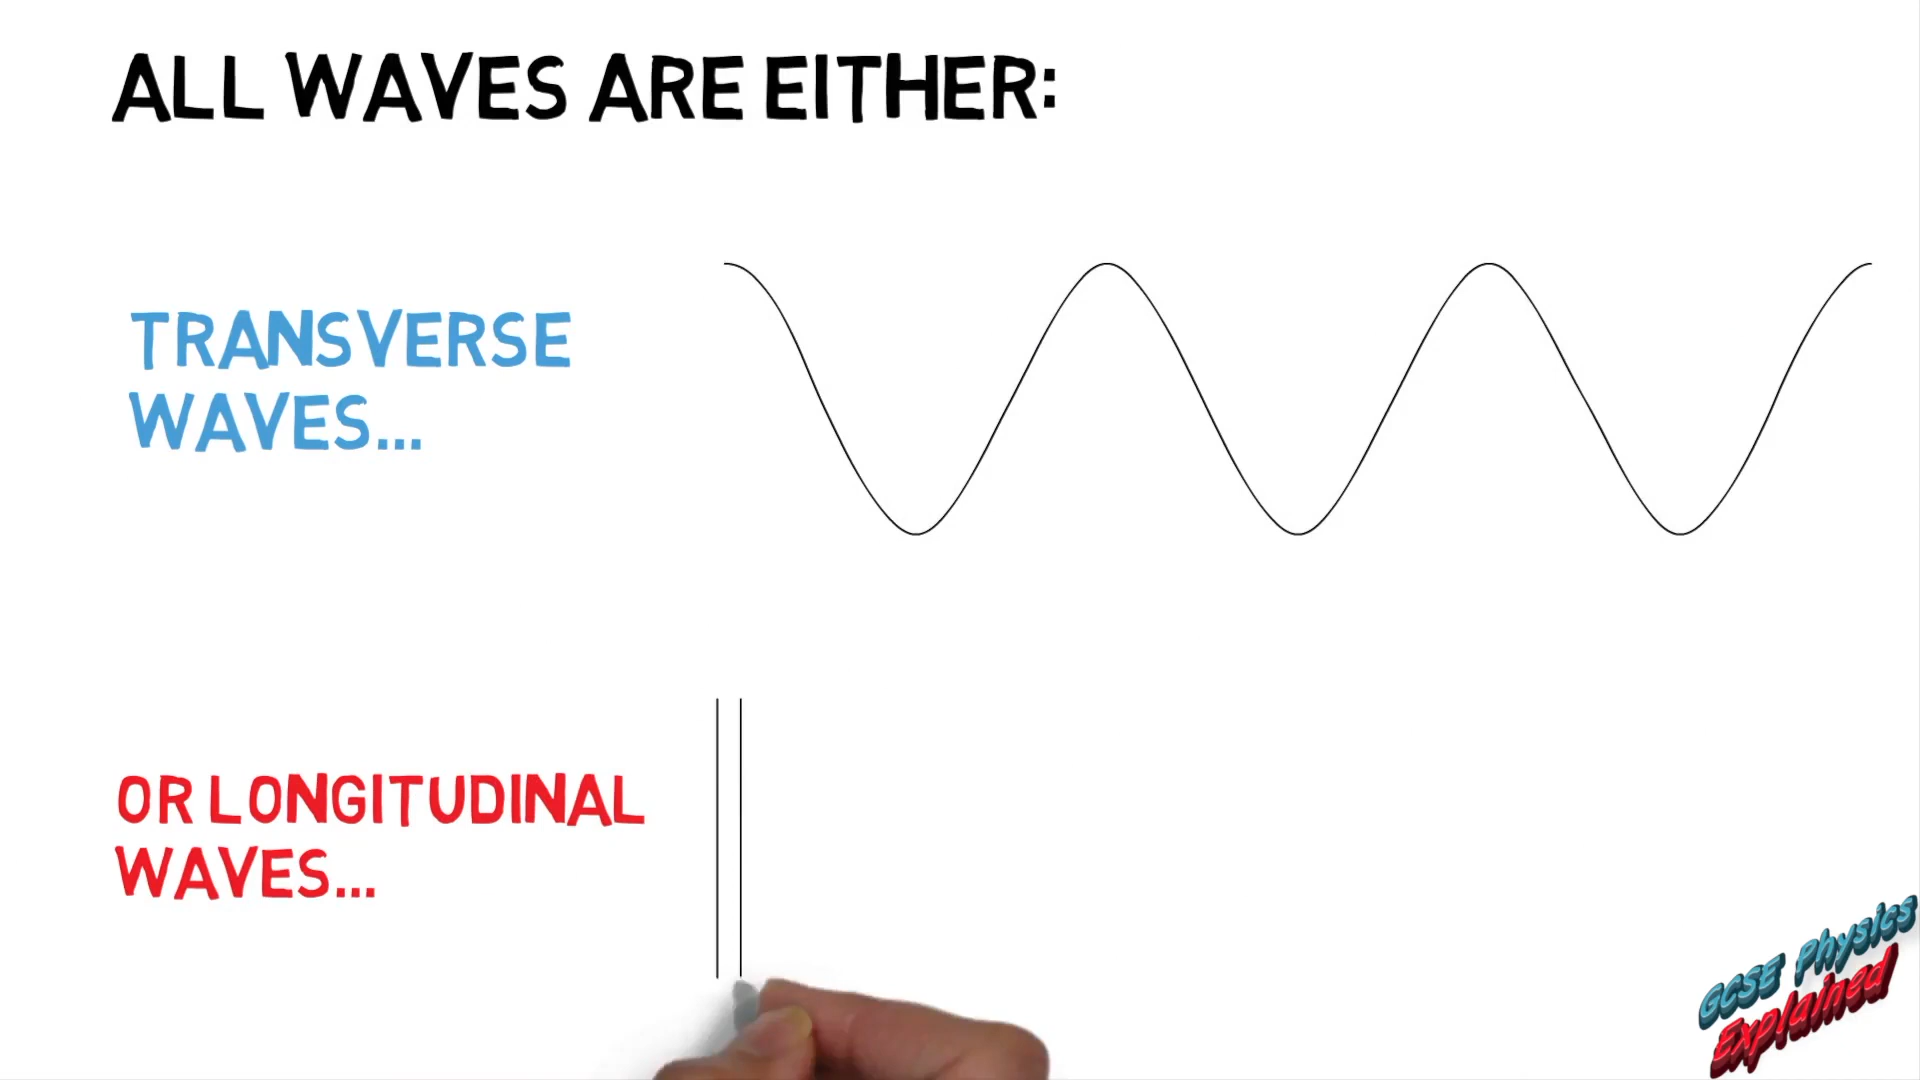 ALL WAVES ARE EITHER:
TRANSVERSE
WAVES...
OR LONGITUDINAL
WAVES...
GCSE Physics
Explained